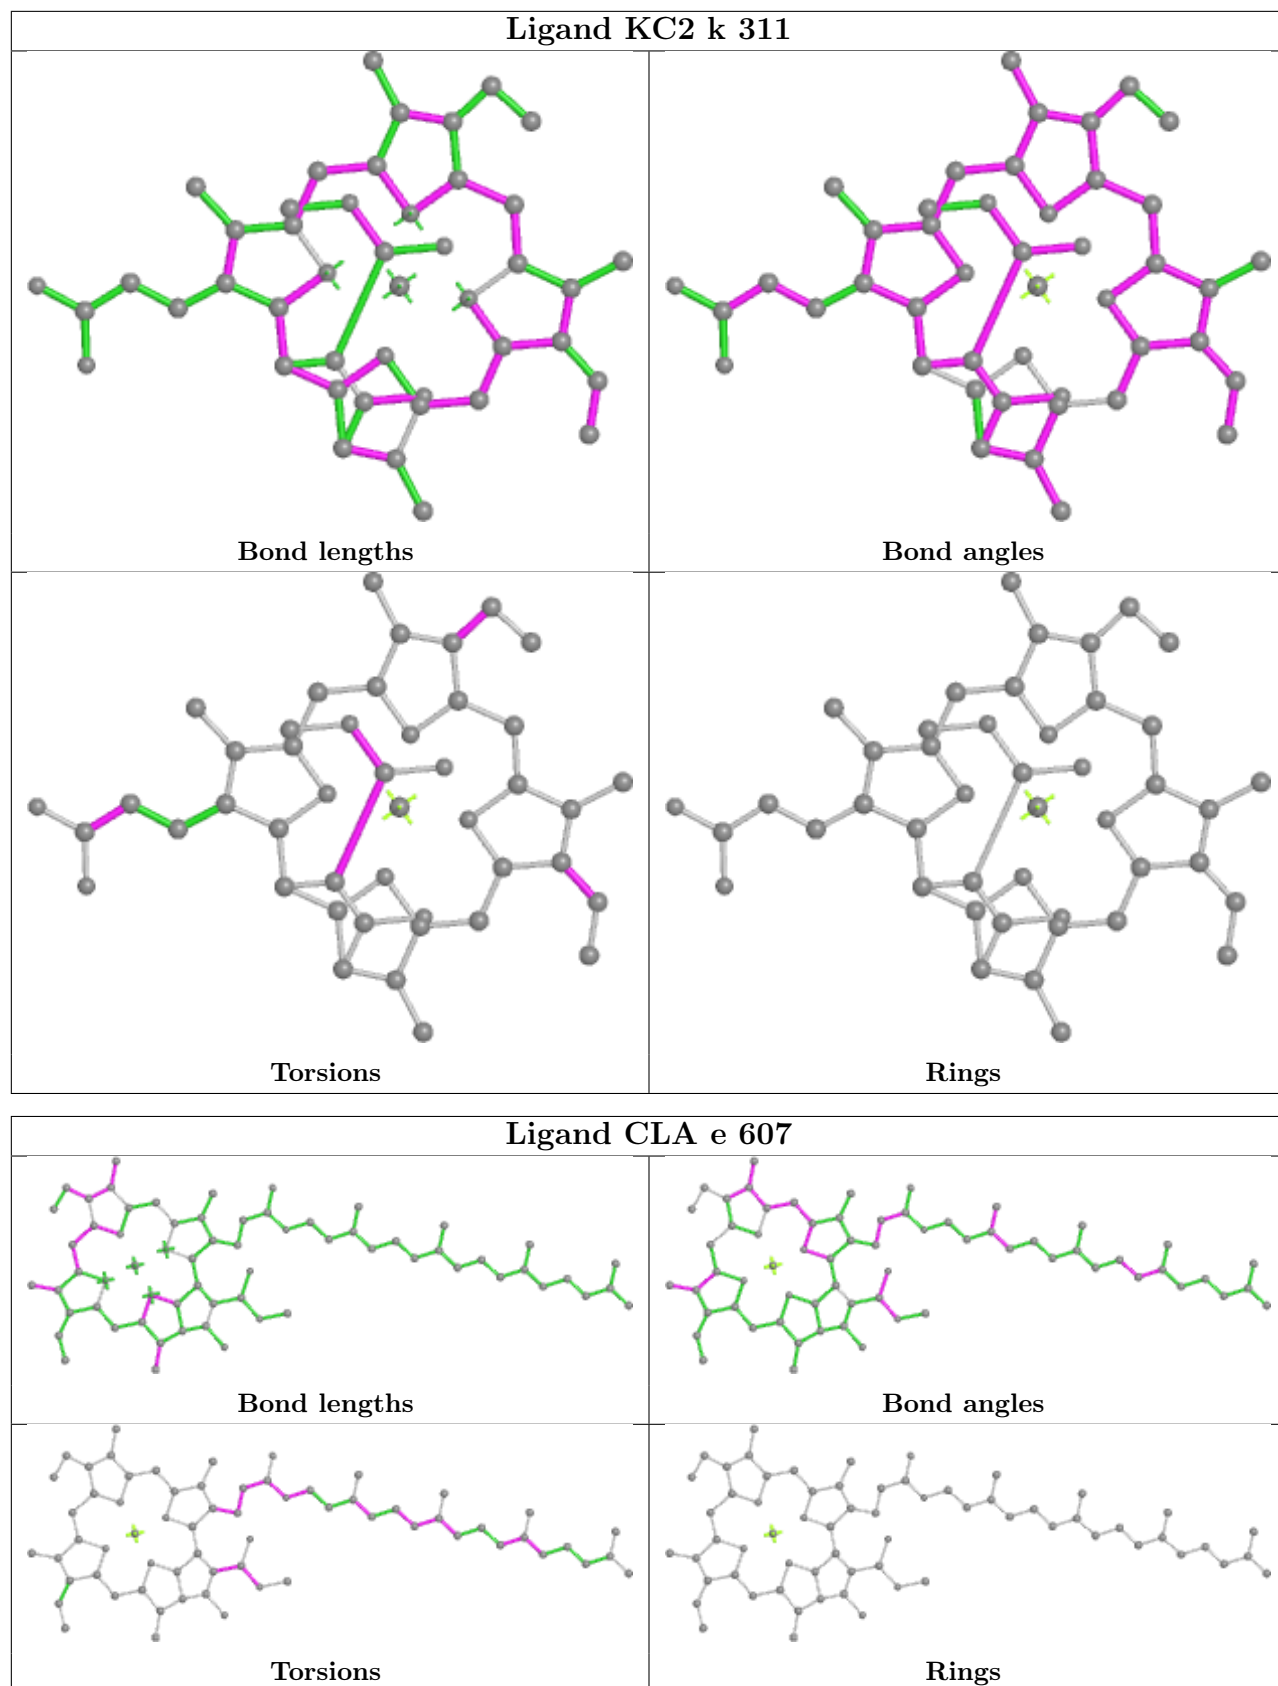 Ligand KC2 k 311
Bond lengths
Bond angles
Torsions
Rings
Ligand CLA e 607
Bond lengths
Bond angles
Torsions
Rings